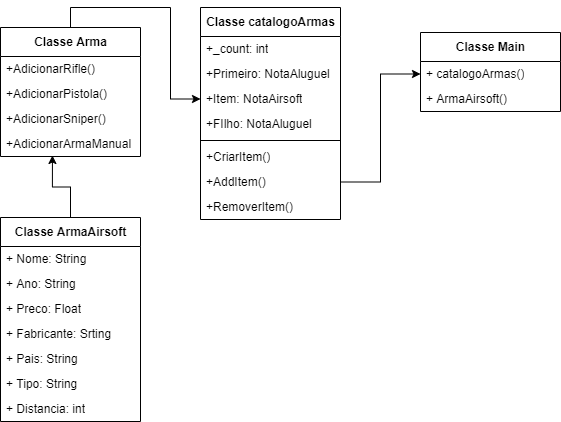 Classe Arma
+AdicionarRifle()
+AdicionarPistola()
+AdicionarSniper()
+AdicionarArmaManual
Classe catalogoArmas
+_count: int
+Primeiro: NotaAluguel
+Item: NotaAirsoft
+FIlho: NotaAluguel
+CriarItem()
+AddItem()
+RemoverItem()
Classe Main
+ catalogoArmas()
+ ArmaAirsoft()
Classe ArmaAirsoft
+ Nome: String
+ Ano: String
+ Preco: Float
+ Fabricante: Srting
+ Pais: String
+ Tipo: String
+ Distancia: int